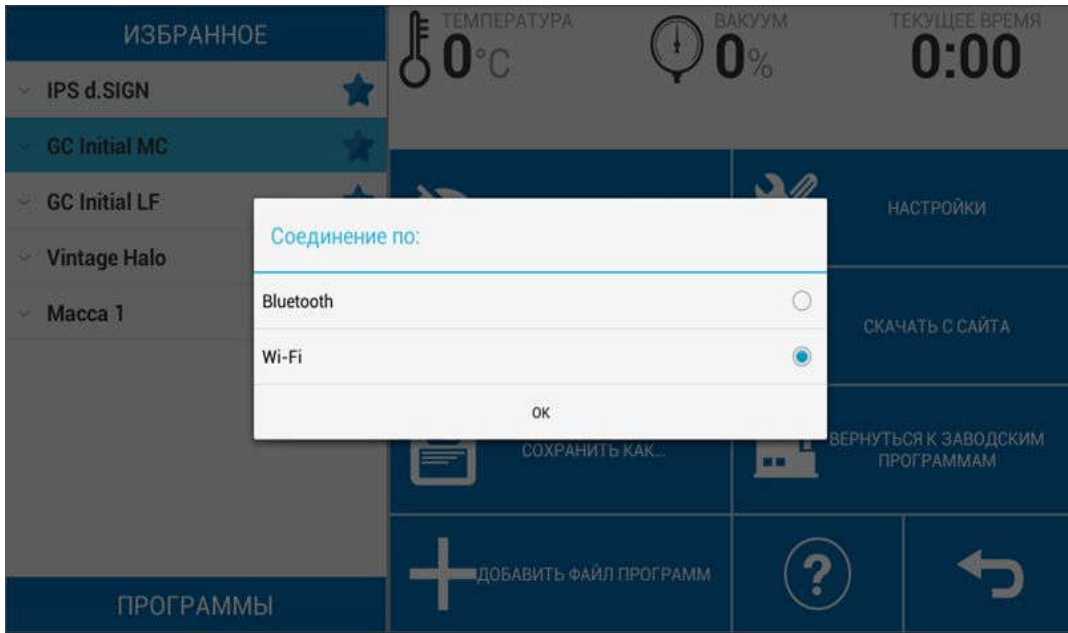 ИЗБРАННОЕ
IPS d.SIGN
GC Initial MC
GC Initial LF
Vintage Halo
Масса 1
ПРОГРАММЫ
ТЕМПЕРАТУРА
0°C
ВАКУУМ
0%
ТЕКУЩЕЕ ВРЕМЯ
0:00
НАСТРОЙКИ
Соединение по:
Bluetooth
Wi-Fi
ОК
СКАЧАТЬ С САЙТА
СОХРАНИТЬ КАК...
ВЕРНУТЬСЯ К ЗАВОДСКИМ
ПРОГРАММАМ
ДОБАВИТЬ ФАЙЛ ПРОГРАММ
?